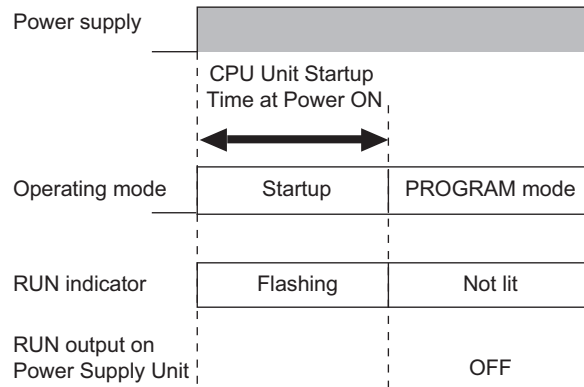 Power supply
CPU Unit Startup
Time at Power ON
Operating mode
Startup
PROGRAM mode
RUN indicator
Flashing
Not lit
RUN output on
Power Supply Unit
OFF